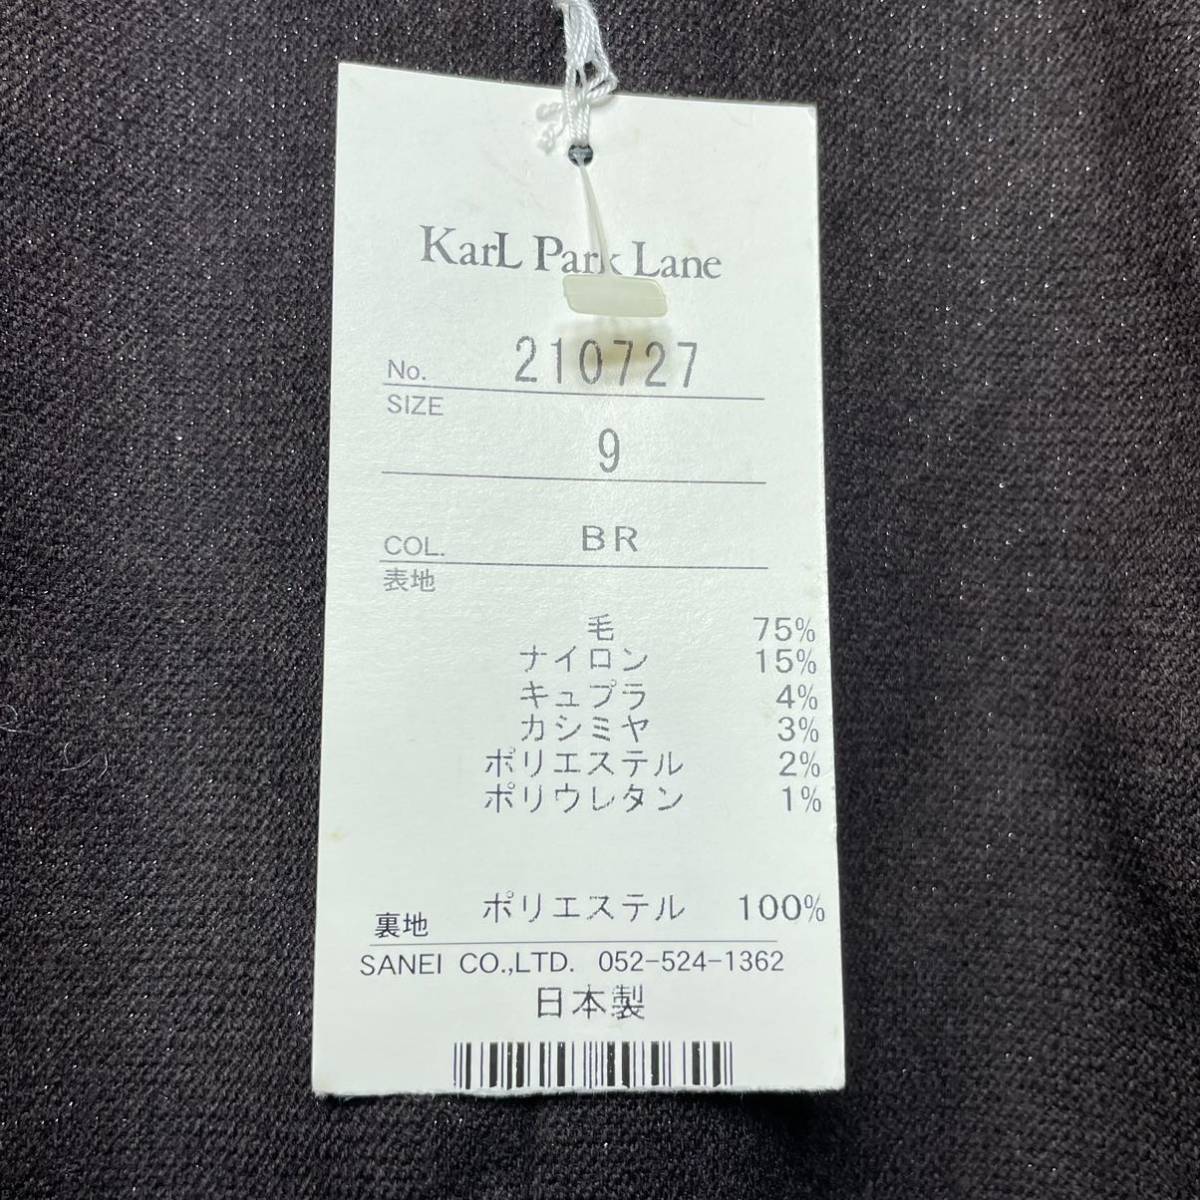 KarL Park Lane
No. 210727
SIZE
9
COL. BR
表地
毛 75%
ナイロン 15%
キュプラ 4%
カシミヤ 3%
ポリエステル 2%
ポリウレタン 1%
裏地 ポリエステル 100%
SANEI CO.,LTD. 052-524-1362
日本製